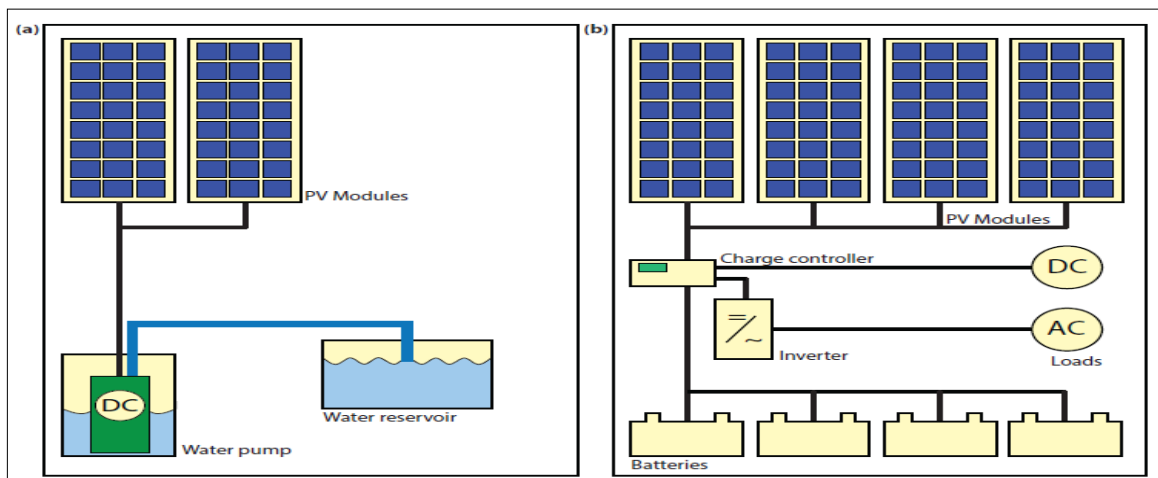 (a)
PV Modules
DC
Water pump
Water reservoir
(b)
PV Modules
Charge controller
DC
AC
Inverter
Loads
Batteries